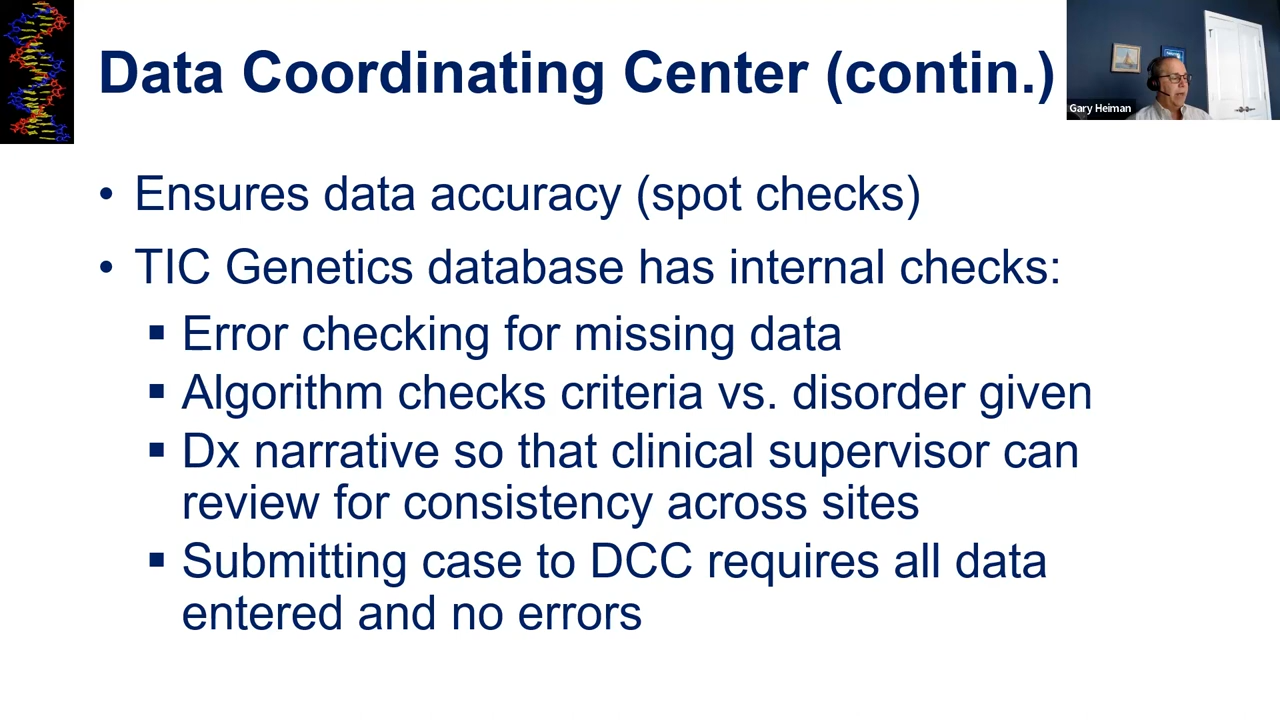 Data Coordinating Center (contin.)
Gary Heiman
• Ensures data accuracy (spot checks)
• TIC Genetics database has internal checks:
▪ Error checking for missing data
▪ Algorithm checks criteria vs. disorder given
▪ Dx narrative so that clinical supervisor can
review for consistency across sites
▪ Submitting case to DCC requires all data
entered and no errors